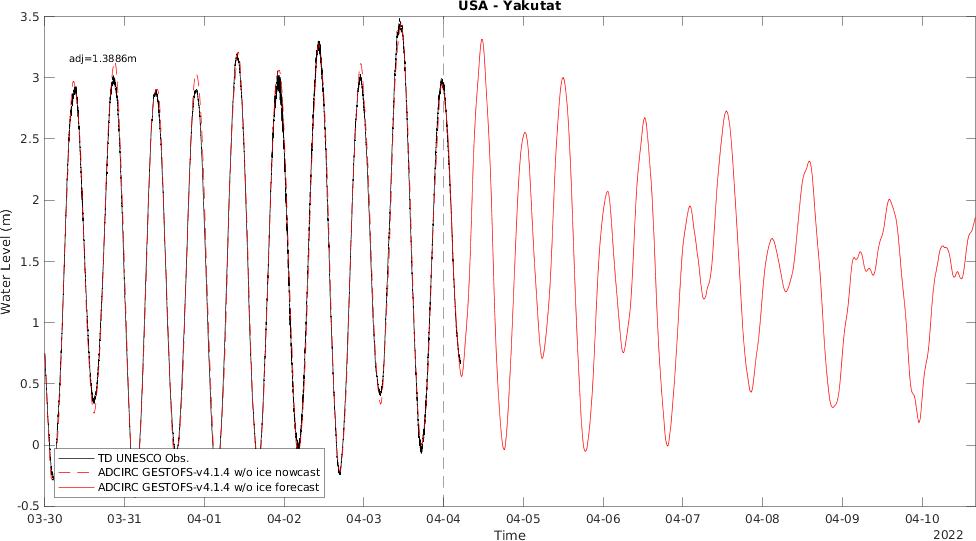 USA - Yakutat
adj=1.3886m
Water Level (m)
3.5
3
2.5
2
1.5
1
0.5
0
-0.5
TD UNESCO Obs.
ADCIRC GESTOFS-v4.1.4 w/o ice nowcast
ADCIRC GESTOFS-v4.1.4 w/o ice forecast
03-30 03-31 04-01 04-02 04-03 04-04 04-05 04-06 04-07 04-08 04-09 04-10
Time
2022